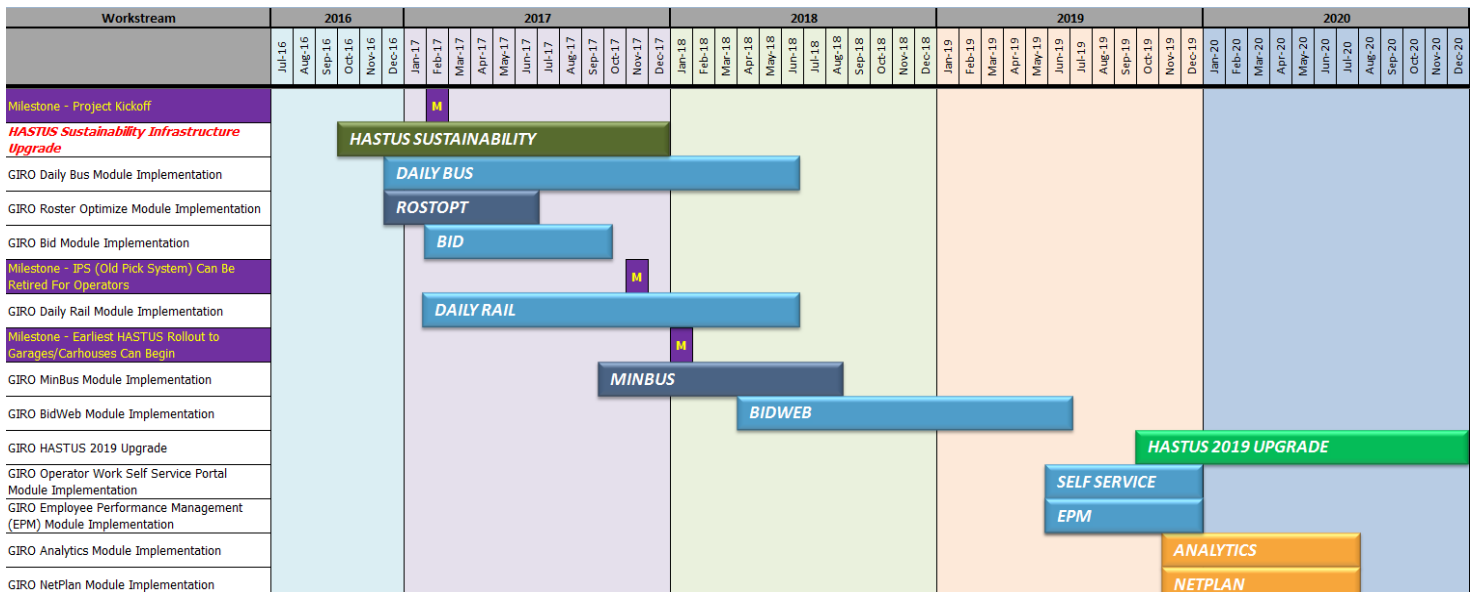 Workstream 2016 2017 2018 2019 2020
Jul-16 Aug-16 Sep-16 Oct-16 Nov-16 Dec-16 Jan-17 Feb-17 Mar-17 Apr-17 May-17 Jun-17 Jul-17 Aug-17 Sep-17 Oct-17 Nov-17 Dec-17 Jan-18 Feb-18 Mar-18 Apr-18 May-18 Jun-18 Jul-18 Aug-18 Sep-18 Oct-18 Nov-18 Dec-18 Jan-19 Feb-19 Mar-19 Apr-19 May-19 Jun-19 Jul-19 Aug-19 Sep-19 Oct-19 Nov-19 Dec-19 Jan-20 Feb-20 Mar-20 Apr-20 May-20 Jun-20 Jul-20 Aug-20 Sep-20 Oct-20 Nov-20 Dec-20
Milestone - Project Kickoff M
HASTUS Sustainability Infrastructure
Upgrade
HASTUS SUSTAINABILITY
GIRO Daily Bus Module Implementation DAILY BUS
GIRO Roster Optimize Module Implementation ROSTOPT
GIRO Bid Module Implementation BID
Milestone - IPS (Old Pick System) Can Be
Retired For Operators
M
GIRO Daily Rail Module Implementation DAILY RAIL
Milestone - Earliest HASTUS Rollout to
Garages/Carhouses Can Begin
M
GIRO MinBus Module Implementation MINBUS
GIRO BidWeb Module Implementation BIDWEB
GIRO HASTUS 2019 Upgrade HASTUS 2019 UPGRADE
GIRO Operator Work Self Service Portal
Module Implementation
SELF SERVICE
GIRO Employee Performance Management
(EPM) Module Implementation
EPM
GIRO Analytics Module Implementation ANALYTICS
GIRO NetPlan Module Implementation NETPLAN